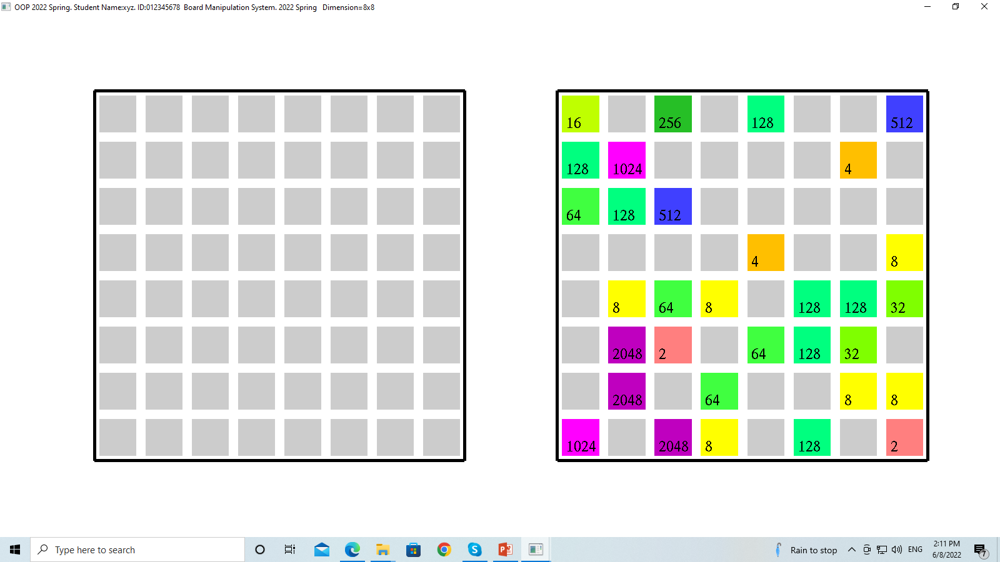 OOP 2022 Spring. Student Name:xyz. ID:012345678  Board Manipulation System. 2022 Spring   Dimension=8x8
16 256 128 512
128 1024 4
64 128 512
4 8
8 64 8 128 128 32
2048 2 64 128 32
2048 64 8 8
1024 2048 8 128 2
Type here to search
Rain to stop
ENG
2:11 PM
6/8/2022
7